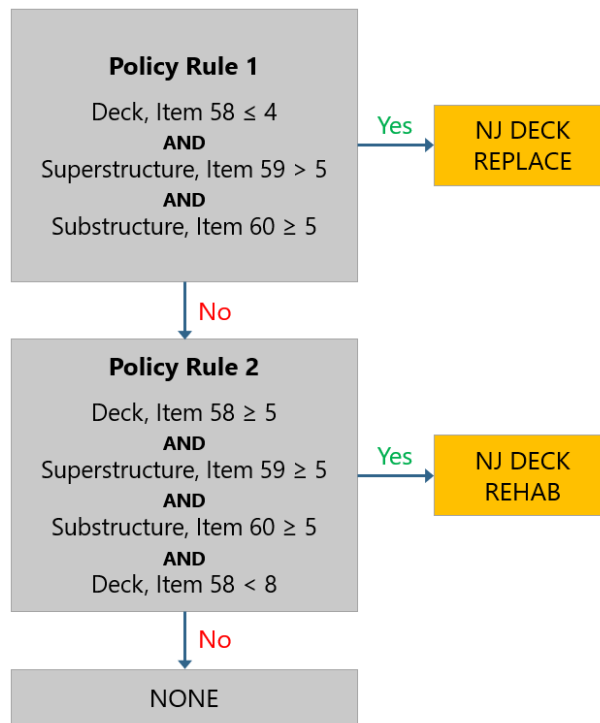 Policy Rule 1
Deck, Item 58 ≤ 4
AND
Superstructure, Item 59 > 5
AND
Substructure, Item 60 ≥ 5
Yes
NJ DECK
REPLACE
No
Policy Rule 2
Deck, Item 58 ≥ 5
AND
Superstructure, Item 59 ≥ 5
AND
Substructure, Item 60 ≥ 5
AND
Deck, Item 58 < 8
Yes
NJ DECK
REHAB
No
NONE